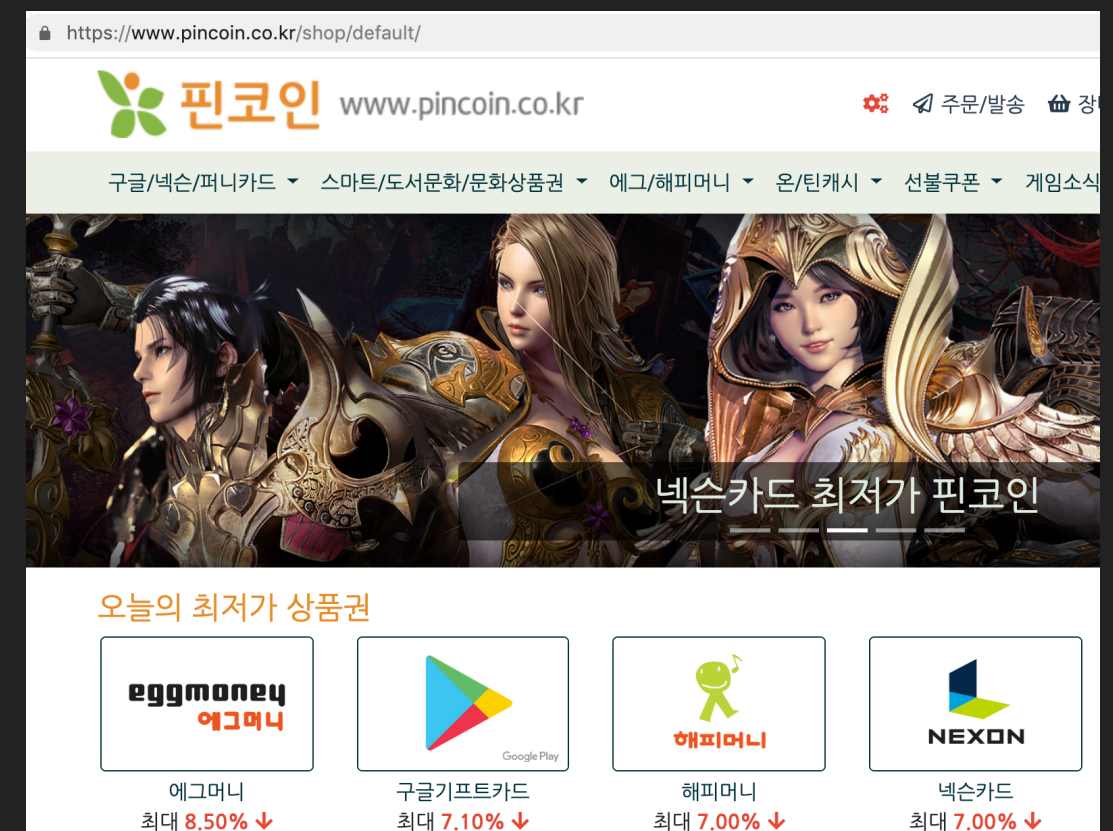 https://www.pincoin.co.kr/shop/default/
핀코인 www.pincoin.co.kr
주문/발송
구글/넥슨/퍼니카드 스마트/도서문화/문화상품권 에그/해피머니 온/틴캐시 선불쿠폰 게임소식
넥슨카드 최저가 핀코인
오늘의 최저가 상품권
eggmoney
에그머니
Google Play
해피머니
NEXON
에그머니 구글기프트카드 해피머니 넥슨카드
최대 8.50% 최대 7.10% 최대 7.00% 최대 7.00%